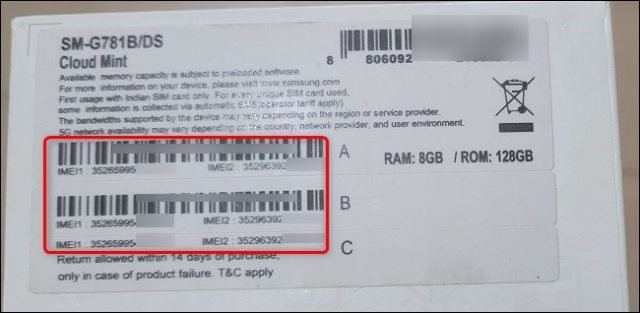 SM-G781B/DS
Cloud Mint
Available memory capacity is subject to preloaded software.
For more information on your device, please visit www.samsung.com
First usage with Indian SIM card only. For every unique SIM card used,
some information is collected via automatic SMS(operator tariff apply)
The bandwidths supported by the device may vary depending on the region or service provider.
5G network availability may vary depending on the country, network provider, and user environment.
8 806092
A
RAM: 8GB / ROM: 128GB
IMEI1 : 35265995 IMEI2 : 35296392
B
IMEI1 : 35265995 IMEI2 : 35296392
IMEI1 : 35265995 IMEI2 : 35296392
C
Return allowed within 14 days of purchase,
only in case of product failure. T&C apply